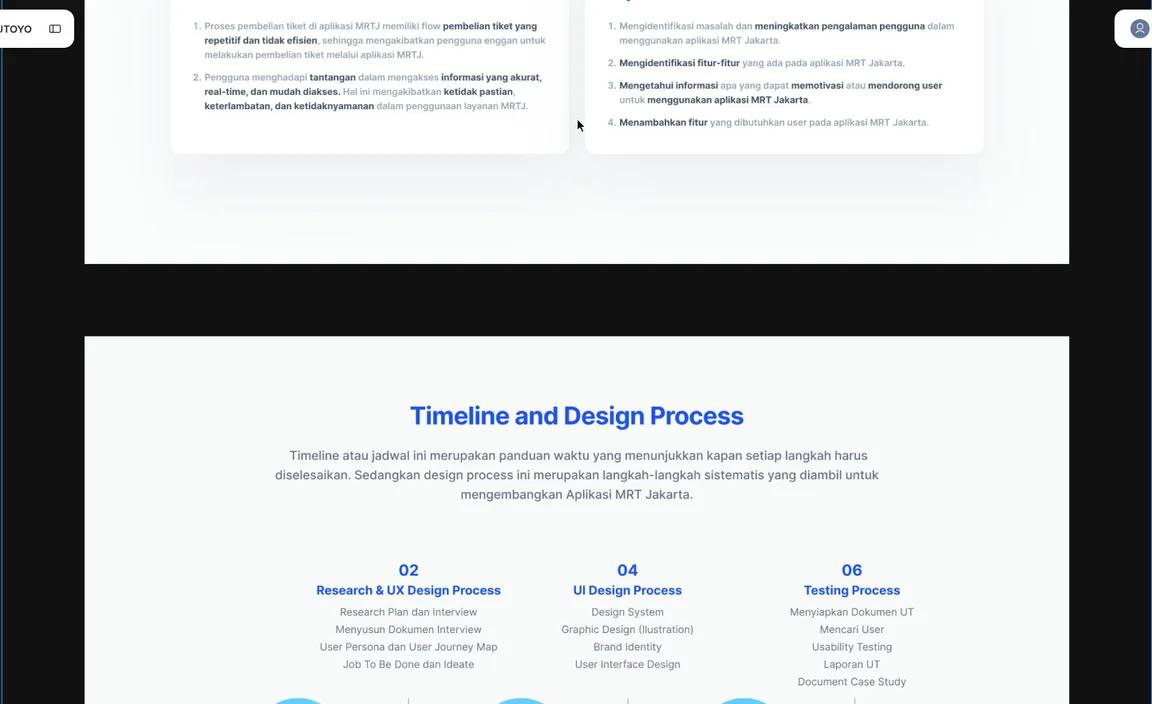 UTOYO
1. Proses pembelian tiket di aplikasi MRTJ memiliki flow pembelian tiket yang
repetitif dan tidak efisien, sehingga mengakibatkan pengguna enggan untuk
melakukan pembelian tiket melalui aplikasi MRTJ.
2. Pengguna menghadapi tantangan dalam mengakses informasi yang akurat,
real-time, dan mudah diakses. Hal ini mengakibatkan ketidak pastian,
keterlambatan, dan ketidaknyamanan dalam penggunaan layanan MRTJ.
1. Mengidentifikasi masalah dan meningkatkan pengalaman pengguna dalam
menggunakan aplikasi MRT Jakarta.
2. Mengidentifikasi fitur-fitur yang ada pada aplikasi MRT Jakarta.
3. Mengetahui informasi apa yang dapat memotivasi atau mendorong user
untuk menggunakan aplikasi MRT Jakarta.
4. Menambahkan fitur yang dibutuhkan user pada aplikasi MRT Jakarta.
Timeline and Design Process
Timeline atau jadwal ini merupakan panduan waktu yang menunjukkan kapan setiap langkah harus
diselesaikan. Sedangkan design process ini merupakan langkah-langkah sistematis yang diambil untuk
mengembangkan Aplikasi MRT Jakarta.
02
Research & UX Design Process
Research Plan dan Interview
Menyusun Dokumen Interview
User Persona dan User Journey Map
Job To Be Done dan Ideate
04
UI Design Process
Design System
Graphic Design (Ilustration)
Brand Identity
User Interface Design
06
Testing Process
Menyiapkan Dokumen UT
Mencari User
Usability Testing
Laporan UT
Document Case Study